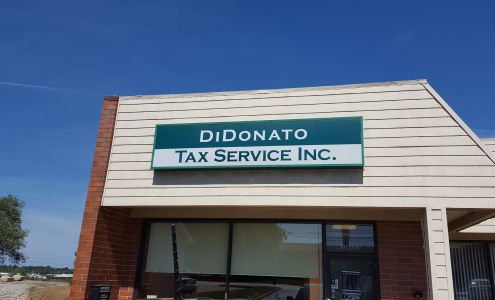 DiDonato
Tax Service Inc.